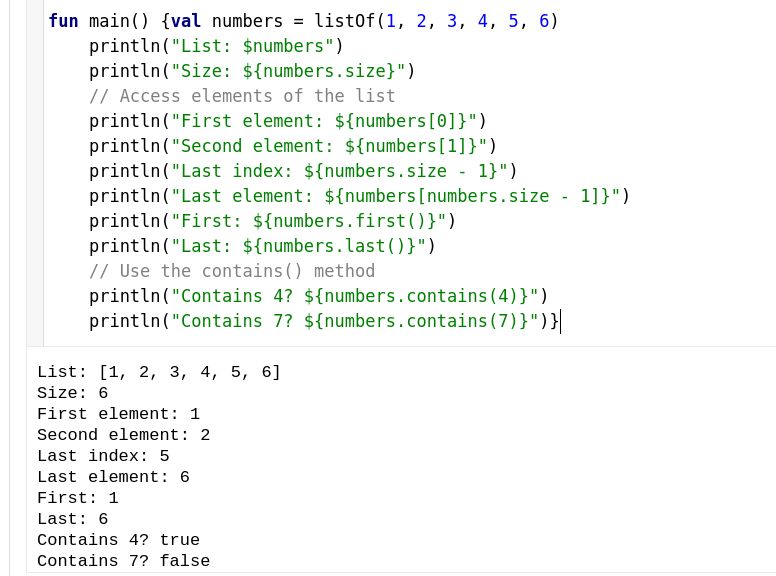 fun main() {val numbers = listOf(1, 2, 3, 4, 5, 6)
    println("List: $numbers")
    println("Size: ${numbers.size}")
    // Access elements of the list
    println("First element: ${numbers[0]}")
    println("Second element: ${numbers[1]}")
    println("Last index: ${numbers.size - 1}")
    println("Last element: ${numbers[numbers.size - 1]}")
    println("First: ${numbers.first()}")
    println("Last: ${numbers.last()}")
    // Use the contains() method
    println("Contains 4? ${numbers.contains(4)}")
    println("Contains 7? ${numbers.contains(7)}")}
List: [1, 2, 3, 4, 5, 6]
Size: 6
First element: 1
Second element: 2
Last index: 5
Last element: 6
First: 1
Last: 6
Contains 4? true
Contains 7? false